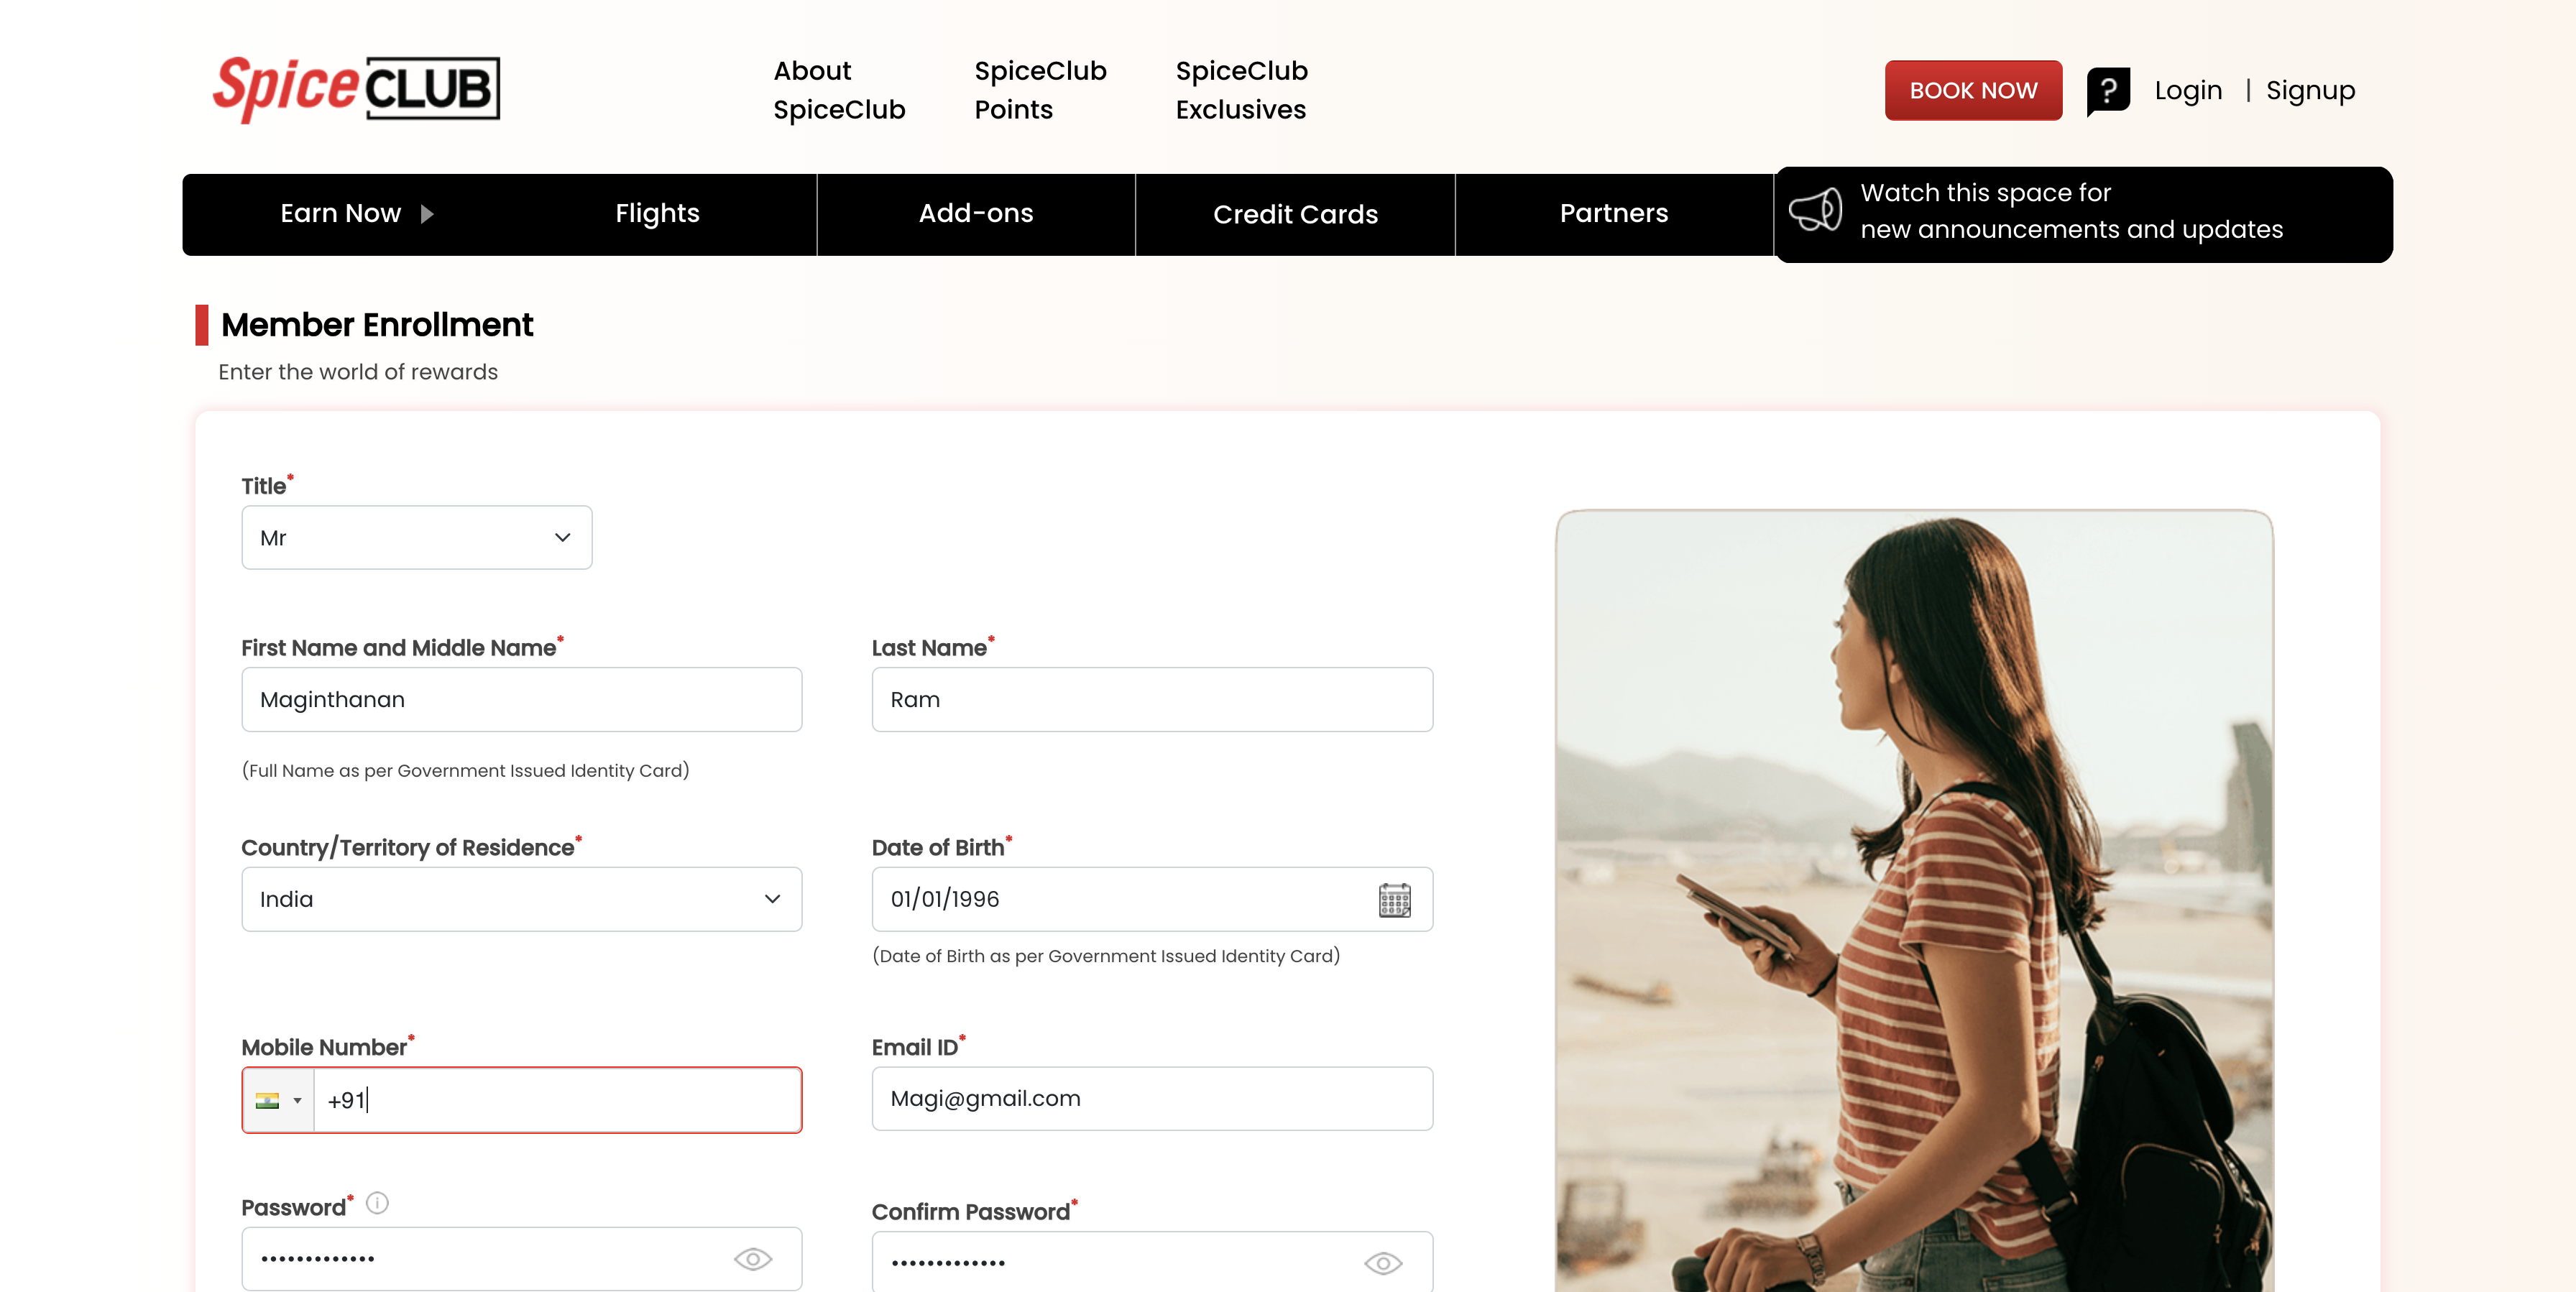 SpiceCLUB
About
SpiceClub
SpiceClub
Points
SpiceClub
Exclusives
BOOK NOW
?
Login | Signup
Earn Now
Flights
Add-ons
Credit Cards
Partners
Watch this space for
new announcements and updates
Member Enrollment
Enter the world of rewards
Title*
Mr
First Name and Middle Name*
Last Name*
Maginthanan
Ram
(Full Name as per Government Issued Identity Card)
Country/Territory of Residence*
Date of Birth*
India
01/01/1996
(Date of Birth as per Government Issued Identity Card)
Mobile Number*
Email ID*
+91
Magi@gmail.com
Password* i
Confirm Password*
•••••••••••••
•••••••••••••